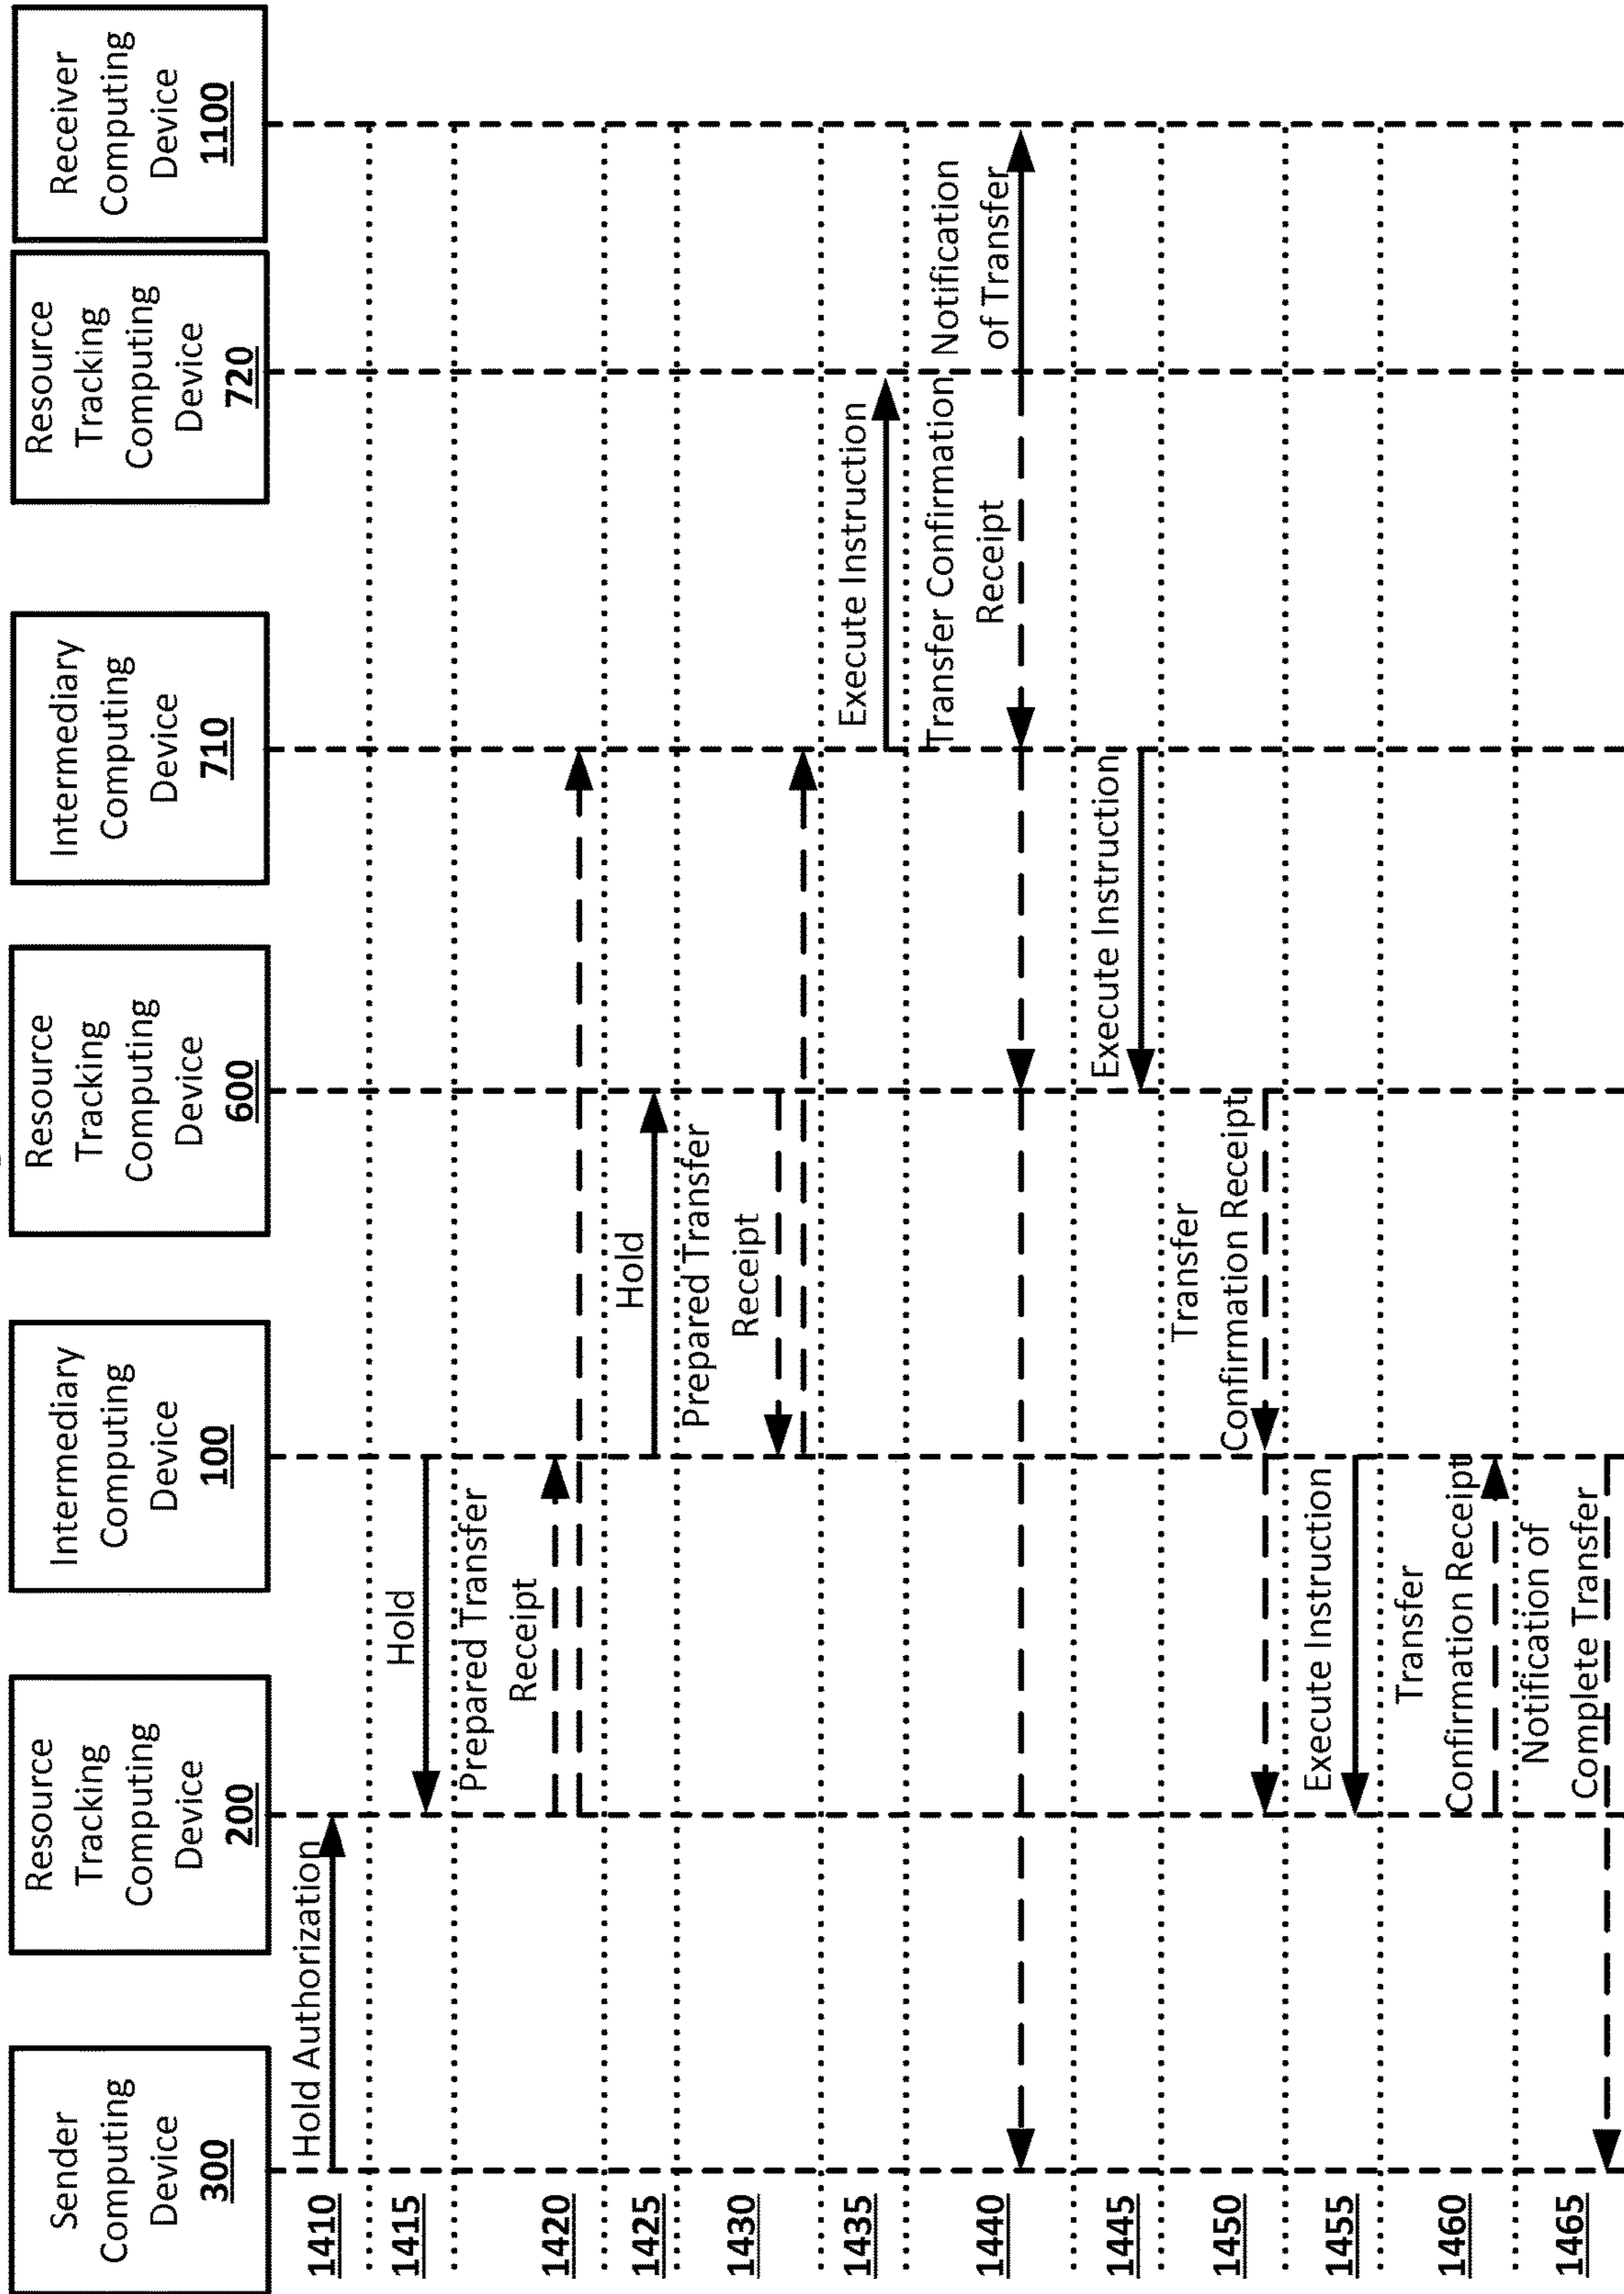 Sender
Computing
Device
300
Resource
Tracking
Computing
Device
200
Intermediary
Computing
Device
100
Resource
Tracking
Computing
Device
600
Intermediary
Computing
Device
710
Resource
Tracking
Computing
Device
720
Receiver
Computing
Device
1100
1410
Hold Authorization
1415
Hold
1420
Prepared Transfer
Receipt
1425
Hold
1430
Prepared Transfer
Receipt
1435
Execute Instruction
1440
Transfer Confirmation
Receipt
Notification
of Transfer
1445
Execute Instruction
1450
Transfer
Confirmation Receipt
1455
Execute Instruction
1460
Transfer
Confirmation Receipt
1465
Notification of
Complete Transfer